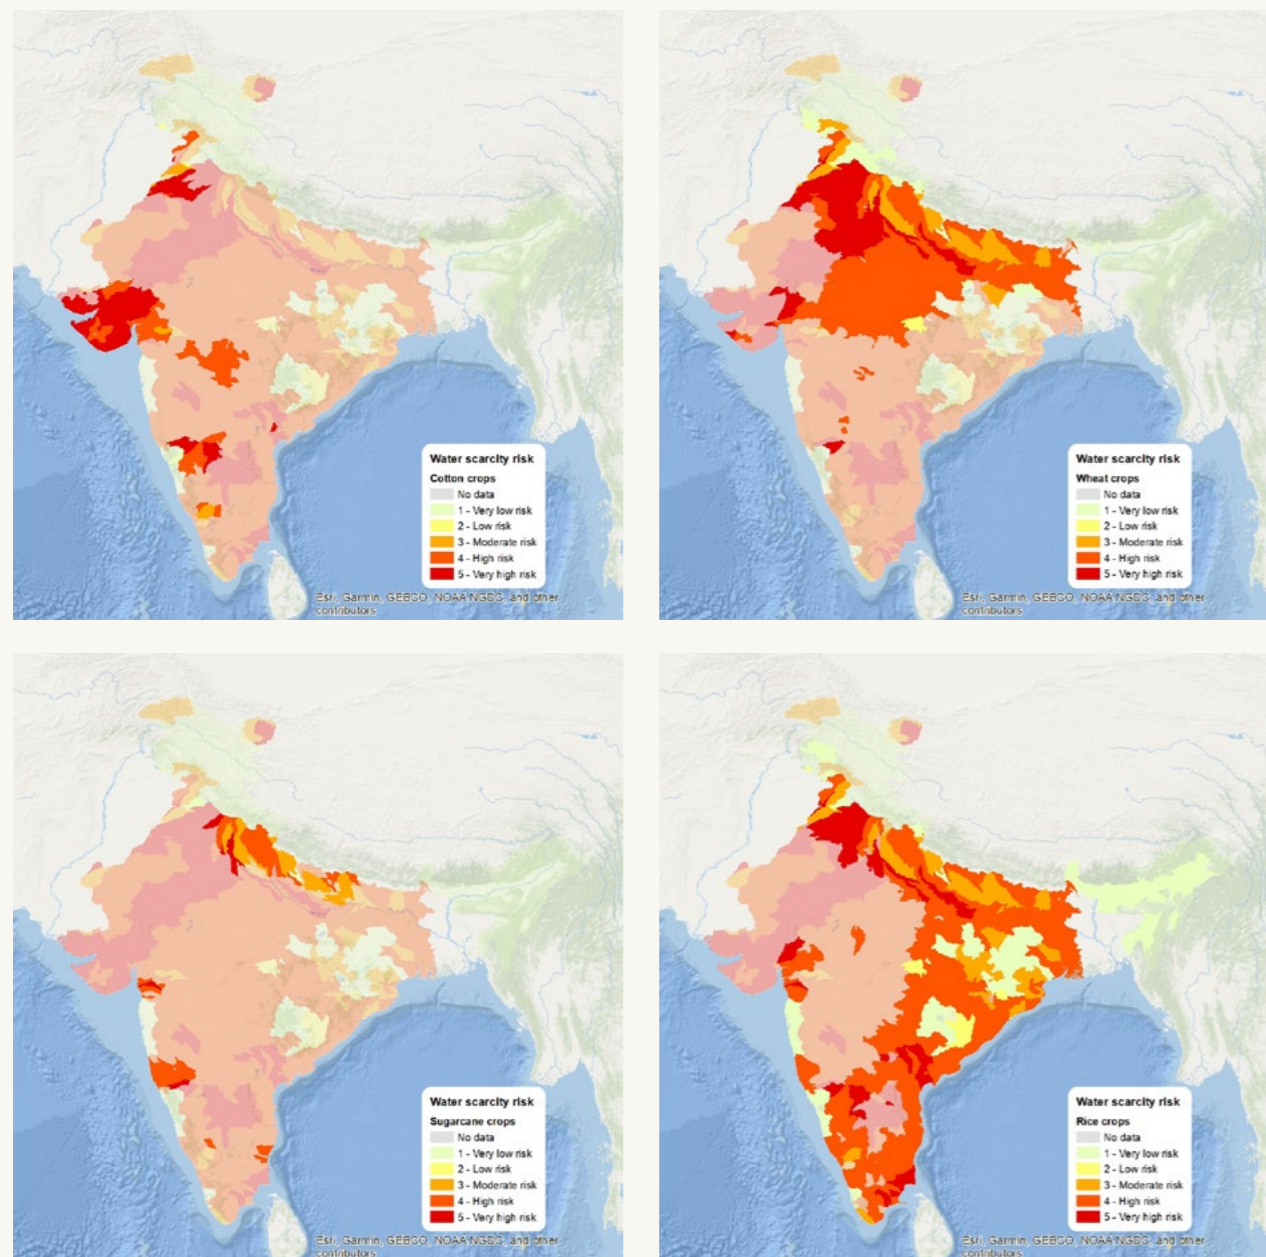 Water scarcity risk
Cotton crops
No data
1 - Very low risk
2 - Low risk
3 - Moderate risk
4 - High risk
5 - Very high risk
Esri, Garmin, GEBCO, NOAA NGDC, and other
contributors
Water scarcity risk
Wheat crops
No data
1 - Very low risk
2 - Low risk
3 - Moderate risk
4 - High risk
5 - Very high risk
Esri, Garmin, GEBCO, NOAA NGDC, and other
contributors
Water scarcity risk
Sugarcane crops
No data
1 - Very low risk
2 - Low risk
3 - Moderate risk
4 - High risk
5 - Very high risk
Esri, Garmin, GEBCO, NOAA NGDC, and other
contributors
Water scarcity risk
Rice crops
No data
1 - Very low risk
2 - Low risk
3 - Moderate risk
4 - High risk
5 - Very high risk
Esri, Garmin, GEBCO, NOAA NGDC, and other
contributors